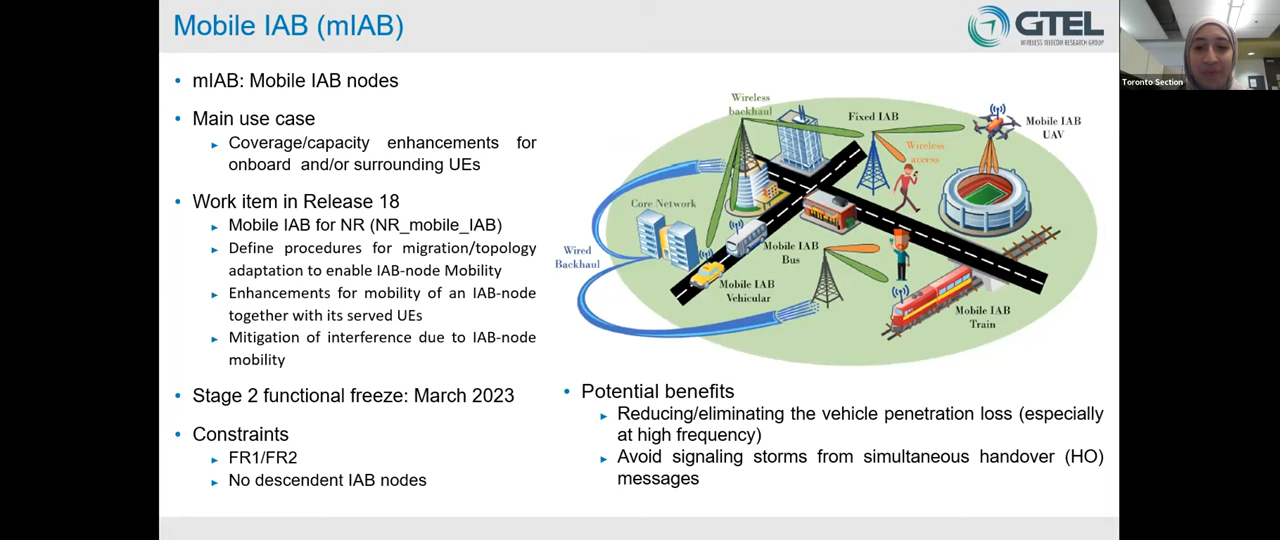 Mobile IAB (mIAB)
GTEL
WIRELESS TELECOM RESEARCH GROUP
Toronto Section
• mIAB: Mobile IAB nodes
• Main use case
► Coverage/capacity enhancements for
onboard and/or surrounding UEs
• Work item in Release 18
► Mobile IAB for NR (NR_mobile_IAB)
► Define procedures for migration/topology
adaptation to enable IAB-node Mobility
► Enhancements for mobility of an IAB-node
together with its served UEs
► Mitigation of interference due to IAB-node
mobility
• Stage 2 functional freeze: March 2023
• Constraints
► FR1/FR2
► No descendent IAB nodes
Wireless
backhaul
Fixed IAB
Mobile IAB
UAV
Wireless
access
Core Network
Wired
Backhaul
Mobile IAB
Bus
Mobile IAB
Vehicular
Mobile IAB
Train
• Potential benefits
► Reducing/eliminating the vehicle penetration loss (especially
at high frequency)
► Avoid signaling storms from simultaneous handover (HO)
messages